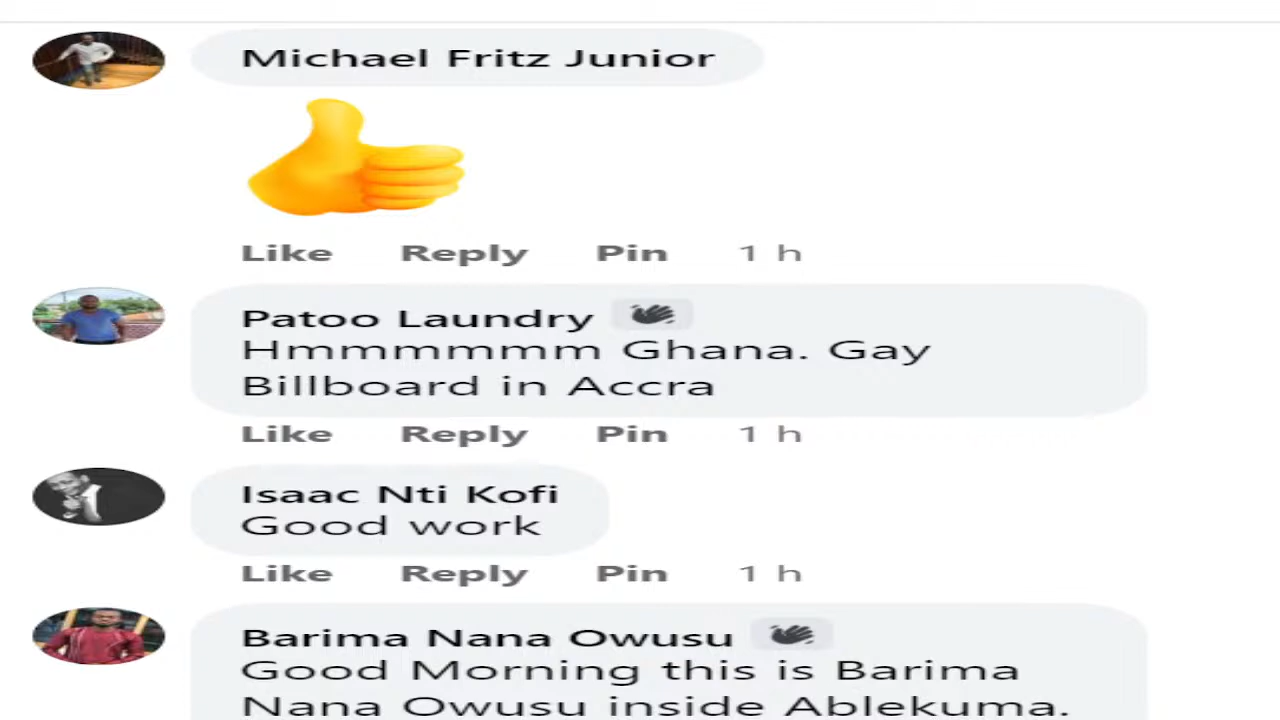 Michael Fritz Junior
Like Reply Pin 1 h
Patoo Laundry
Hmmmmmmm Ghana. Gay
Billboard in Accra
Like Reply Pin 1 h
Isaac Nti Kofi
Good work
Like Reply Pin 1 h
Barima Nana Owusu
Good Morning this is Barima
Nana Owusu inside Ablekuma.